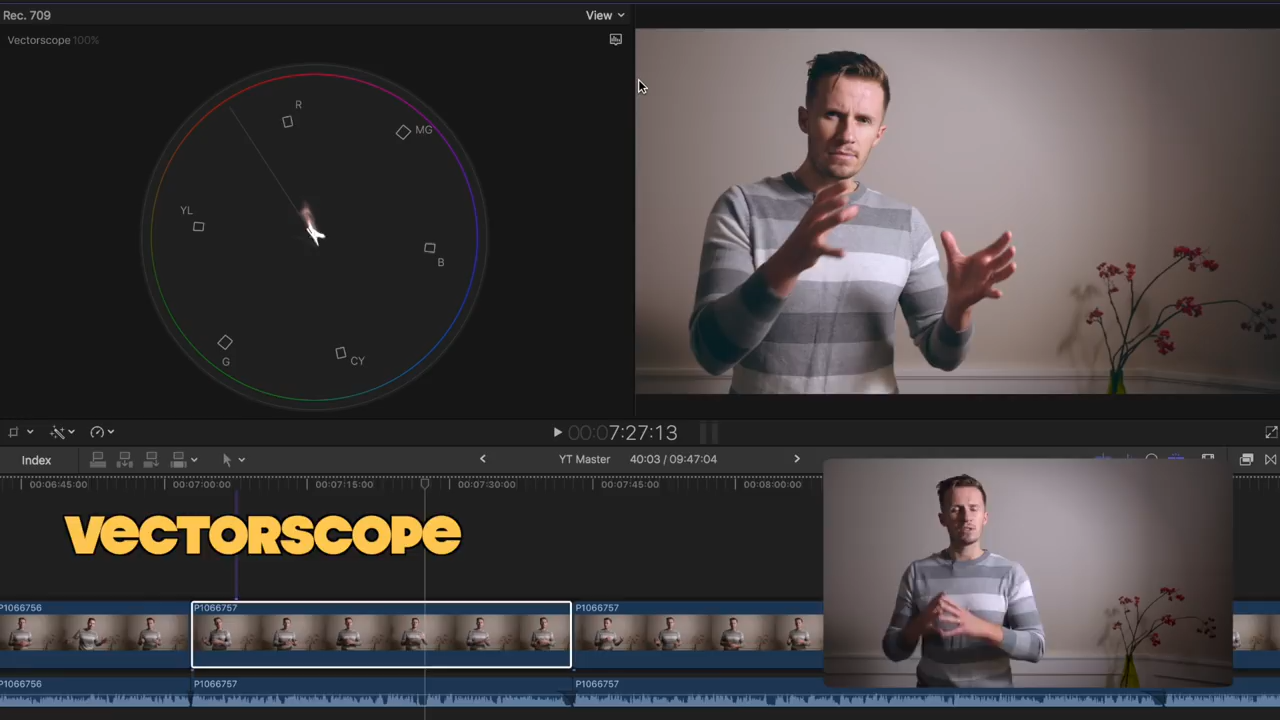 Rec. 709
View
Vectorscope 100%
R
MG
YL
B
G
CY
00:07:27:13
Index
YT Master
40:03 / 09:47:04
00:06:45:00
00:07:00:00
00:07:15:00
00:07:30:00
00:07:45:00
00:08:00:00
VECTORSCOPE
P1066756
P1066757
P1066757
P1066757
P1066757